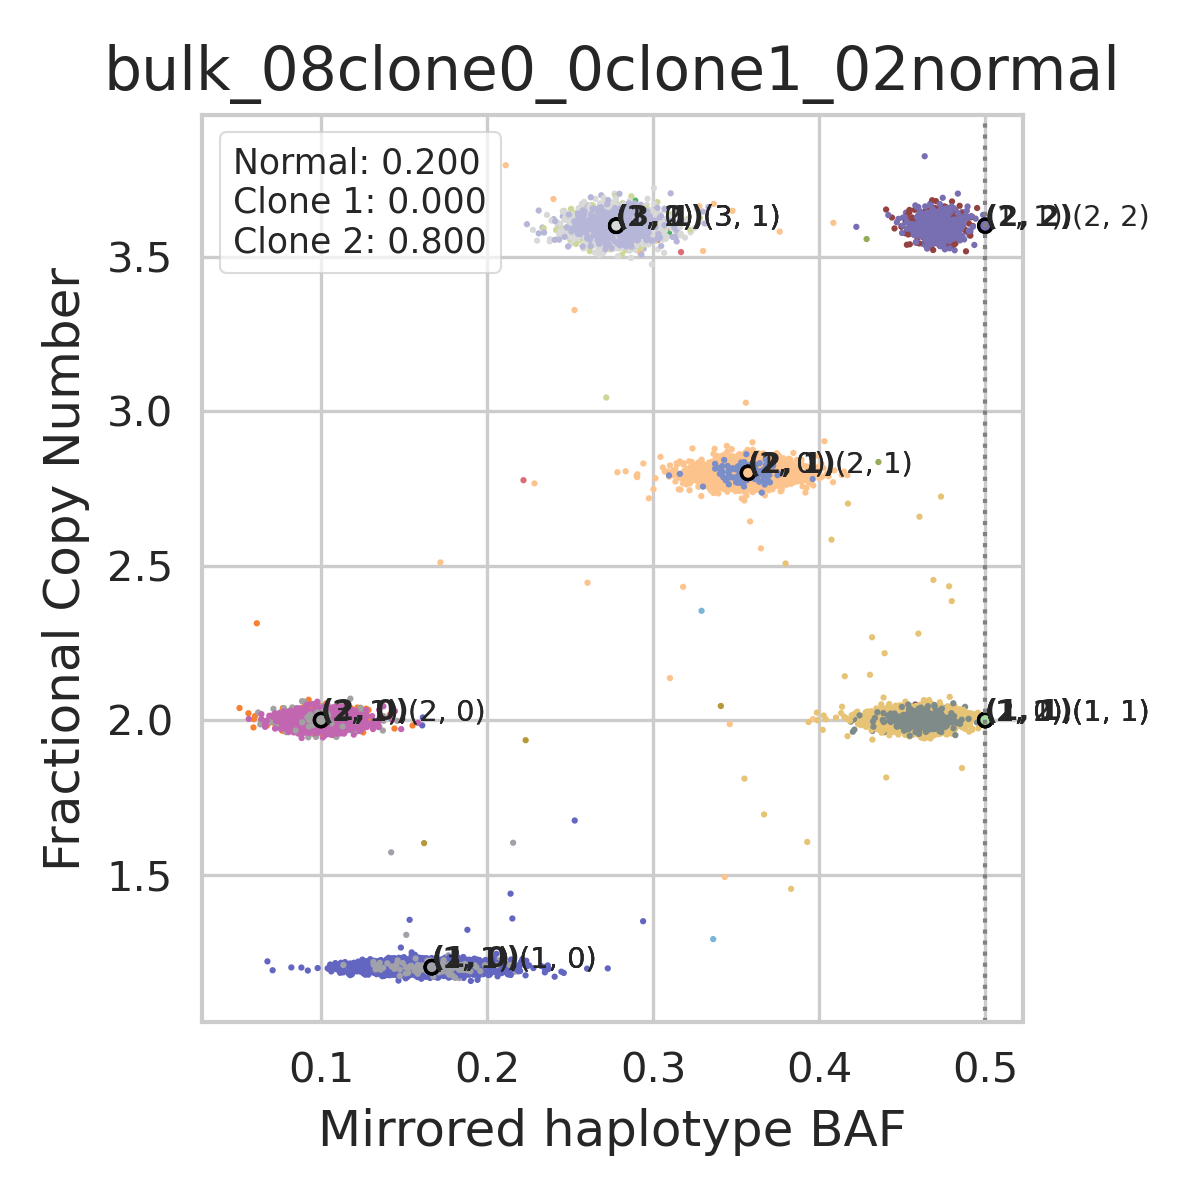 bulk_08clone0_0clone1_02normal
Normal: 0.200
Clone 1: 0.000
Clone 2: 0.800
(3, 1)
(2, 2)
3.5
3.0
(2, 1)
2.5
(2, 0)
(1, 1)
2.0
1.5
(1, 0)
0.1 0.2 0.3 0.4 0.5
Fractional Copy Number
Mirrored haplotype BAF